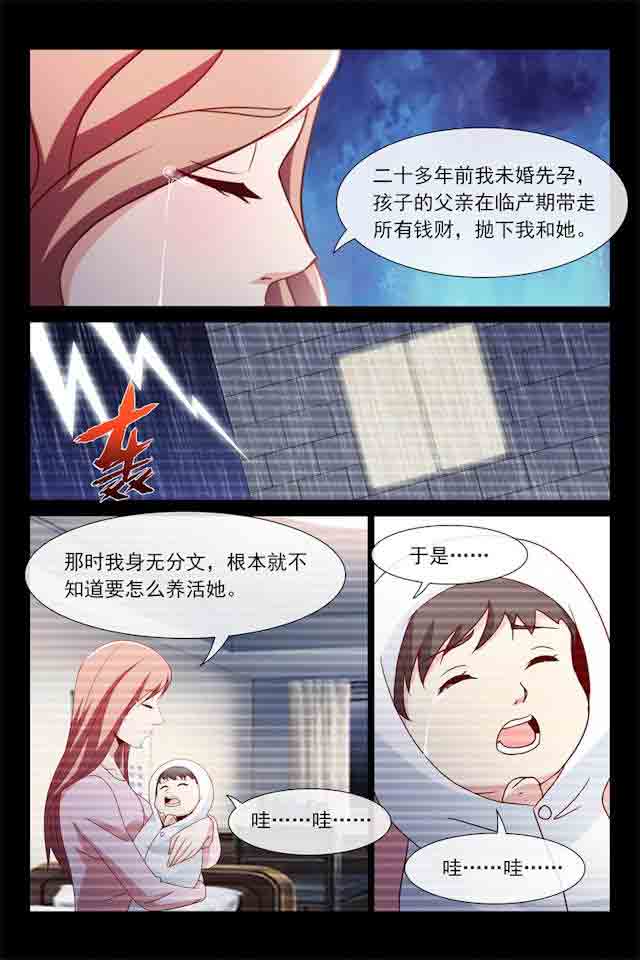 二十多年前我未婚先孕，
孩子的父亲在临产期带走
所有钱财，抛下我和她。
轰
那时我身无分文，根本就不
知道要怎么养活她。
哇……哇……
于是……
哇……哇……